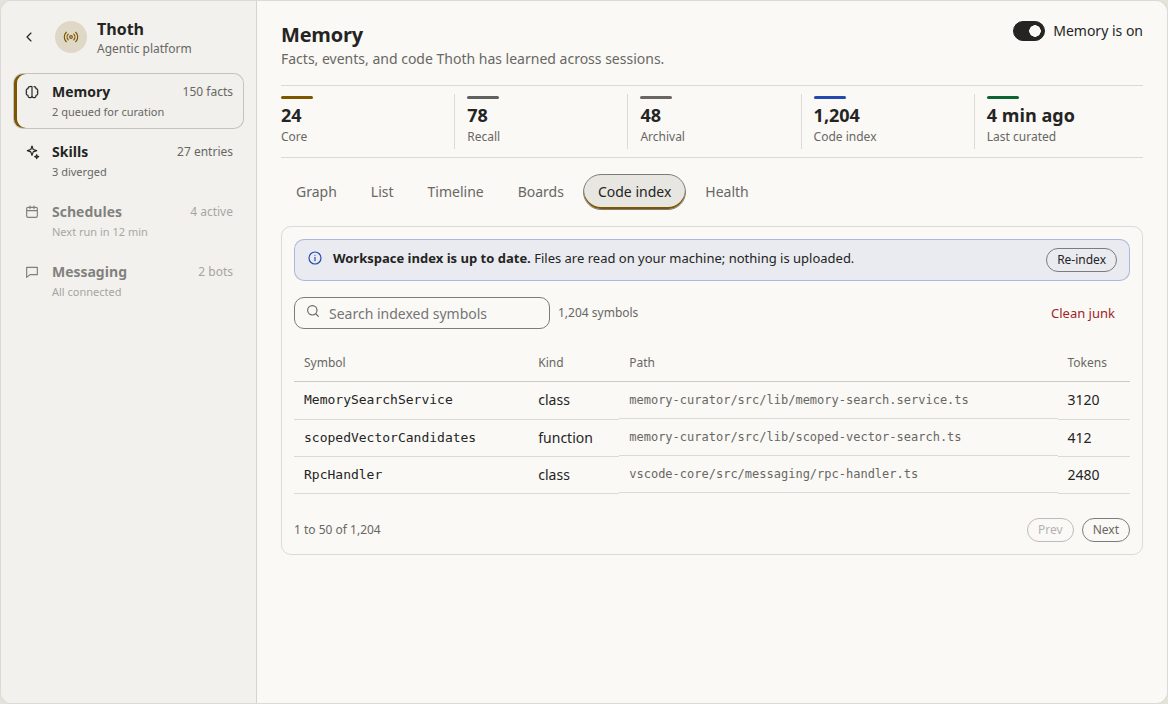 Thoth
Agentic platform
Memory 150 facts
2 queued for curation
Skills 27 entries
3 diverged
Schedules 4 active
Next run in 12 min
Messaging 2 bots
All connected
Memory
Memory is on
Facts, events, and code Thoth has learned across sessions.
24
Core
78
Recall
48
Archival
1,204
Code index
4 min ago
Last curated
Graph List Timeline Boards Code index Health
Workspace index is up to date. Files are read on your machine; nothing is uploaded. Re-index
Search indexed symbols 1,204 symbols Clean junk
Symbol Kind Path Tokens
MemorySearchService class memory-curator/src/lib/memory-search.service.ts 3120
scopedVectorCandidates function memory-curator/src/lib/scoped-vector-search.ts 412
RpcHandler class vscode-core/src/messaging/rpc-handler.ts 2480
1 to 50 of 1,204 Prev Next